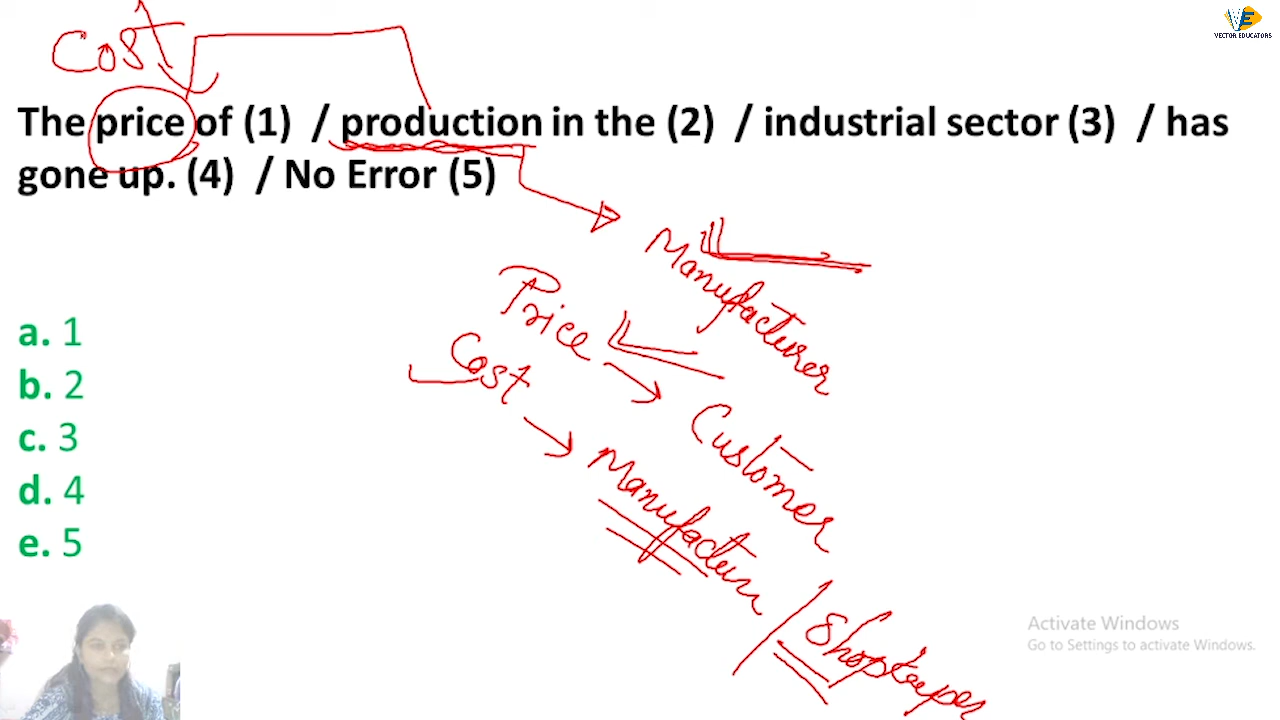 VECTOR EDUCATORS
Cost
The price of (1) / production in the (2) / industrial sector (3) / has
gone up. (4) / No Error (5)
Manufacturer
Price
Cost
Customer
Manufacturer / Shopkeeper
a. 1
b. 2
c. 3
d. 4
e. 5
Activate Windows
Go to Settings to activate Windows.